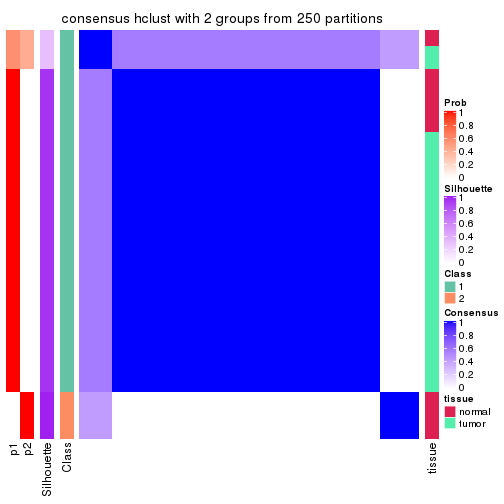 consensus hclust with 2 groups from 250 partitions
Prob
1
0.8
0.6
0.4
0.2
0
Silhouette
1
0.8
0.6
0.4
0.2
0
Class
1
2
Consensus
1
0.8
0.6
0.4
0.2
0
tissue
normal
tumor
p1
p2
Silhouette
Class
tissue